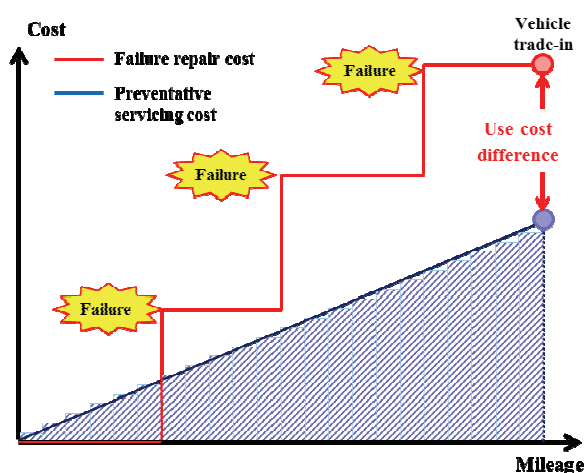 Cost
Failure repair cost
Preventative
servicing cost
Vehicle
trade-in
Failure
Use cost
difference
Failure
Failure
Mileage